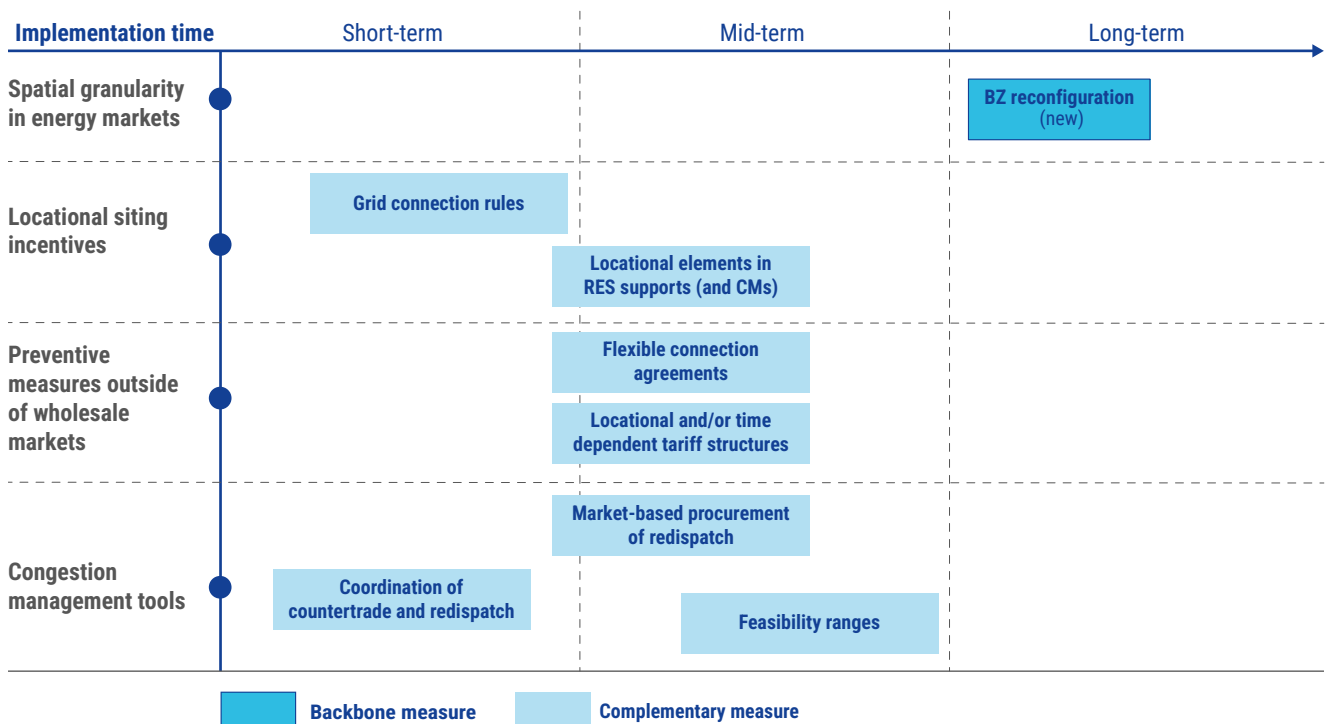 Implementation time
Short-term
Mid-term
Long-term
Spatial granularity
in energy markets
BZ reconfiguration
(new)
Locational siting
incentives
Grid connection rules
Locational elements in
RES supports (and CMs)
Preventive
measures outside
of wholesale
markets
Flexible connection
agreements
Locational and/or time
dependent tariff structures
Congestion
management tools
Market-based procurement
of redispatch
Coordination of
countertrade and redispatch
Feasibility ranges
Backbone measure
Complementary measure